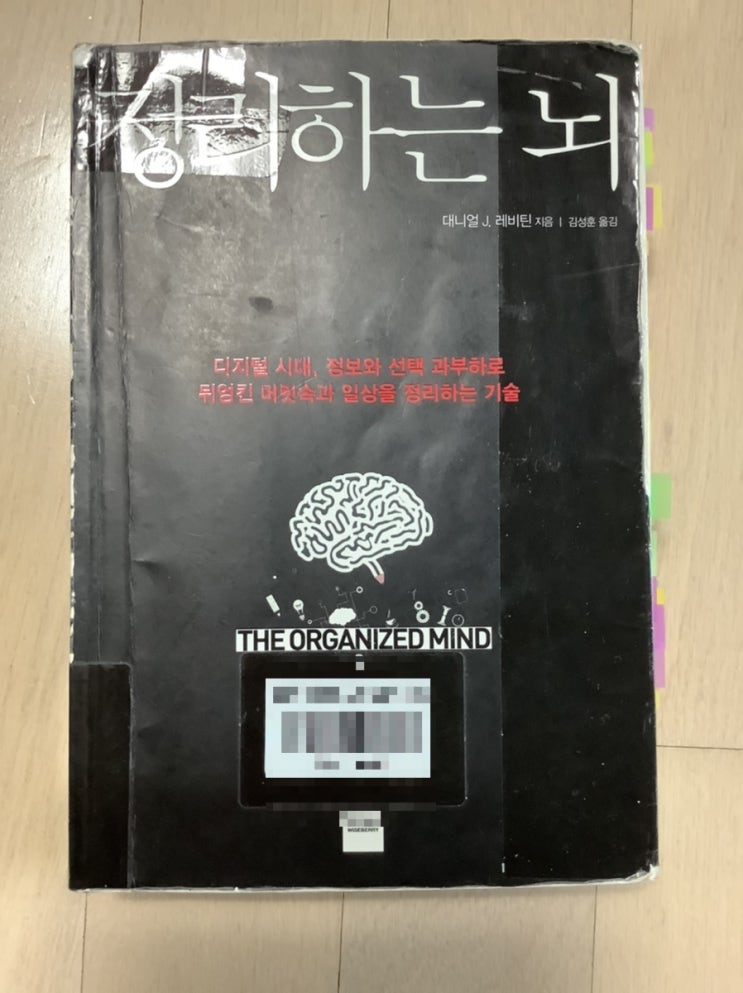 정리하는 뇌
대니얼 J. 레비틴 지음 | 김성훈 옮김
디지털 시대, 정보와 선택 과부하로
뒤엉킨 머릿속과 일상을 정리하는 기술
THE ORGANIZED MIND
WISEBERRY